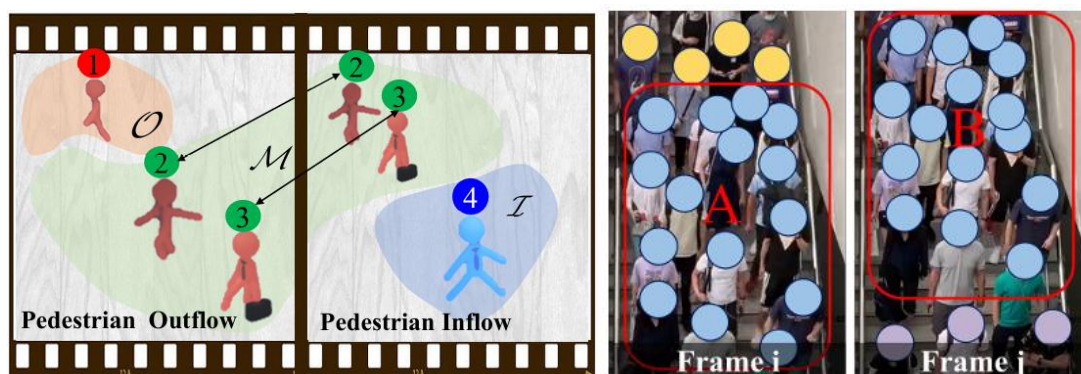 1
O
2
3
M
2
3
4
I
Pedestrian Outflow
Pedestrian Inflow
A
Frame i
B
Frame j